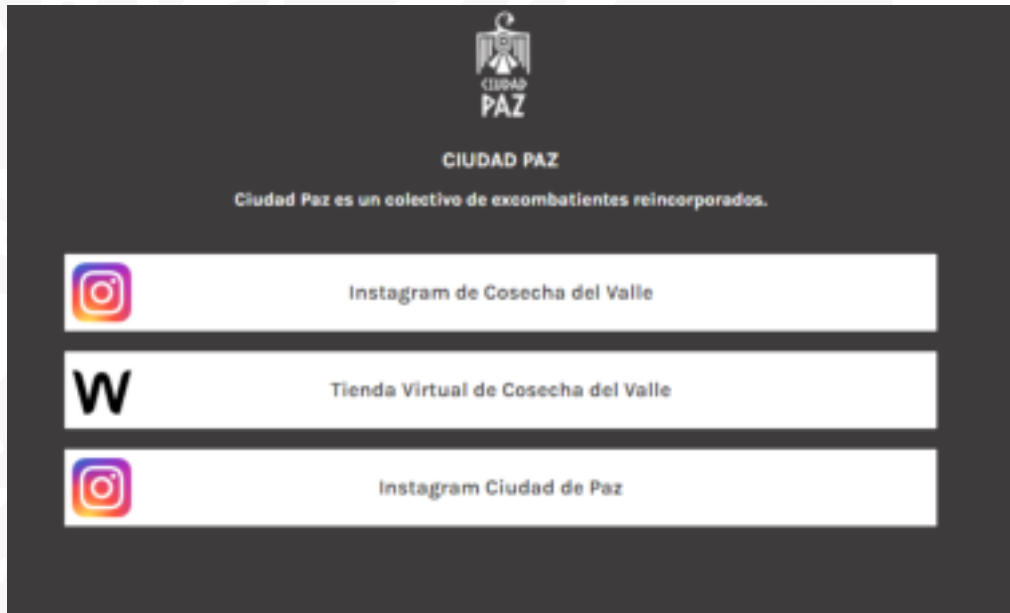 CIUDAD
PAZ
CIUDAD PAZ
Ciudad Paz es un colectivo de excombatientes reincorporados.
Instagram de Cosecha del Valle
W
Tienda Virtual de Cosecha del Valle
Instagram Ciudad de Paz